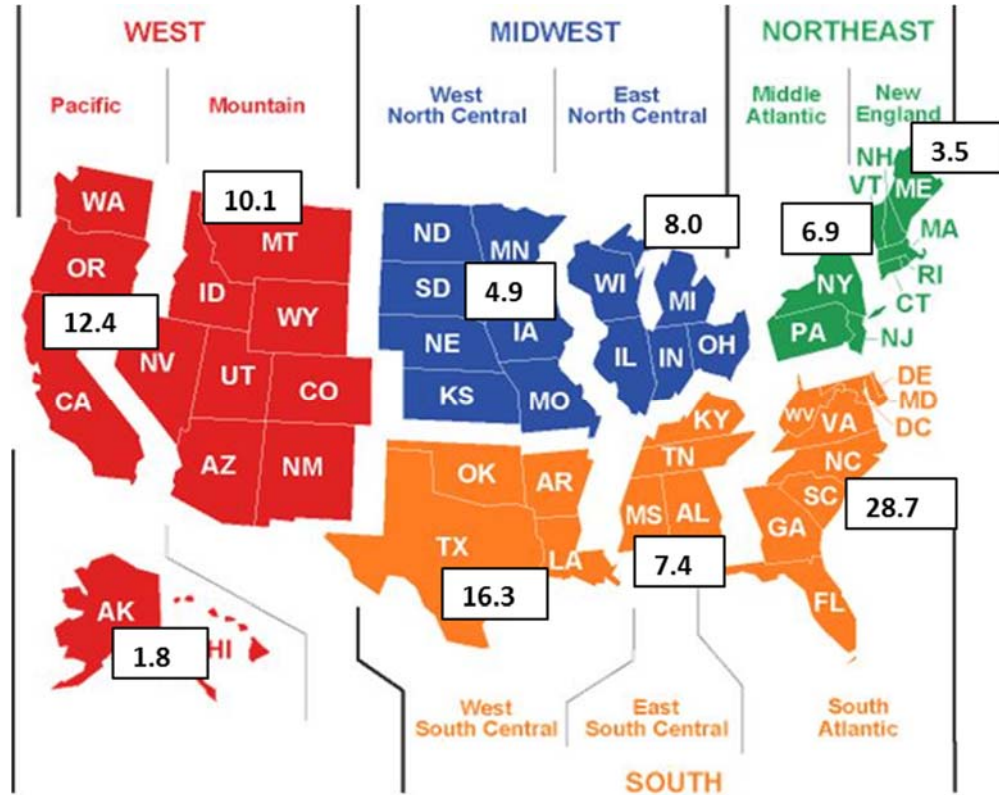 WEST
MIDWEST
NORTHEAST
Pacific
Mountain
West
North Central
East
North Central
Middle
Atlantic
New
England
3.5
10.1
8.0
6.9
12.4
4.9
WA
OR
CA
MT
ID
WY
NV
UT
CO
AZ
NM
ND
MN
SD
IA
NE
KS
MO
WI
MI
IL
IN
OH
NH
VT
ME
MA
RI
CT
NY
PA
NJ
DE
MD
DC
WV
VA
KY
TN
NC
SC
OK
AR
MS
AL
GA
TX
LA
FL
28.7
7.4
16.3
AK
HI
1.8
West
South Central
East
South Central
South
Atlantic
SOUTH